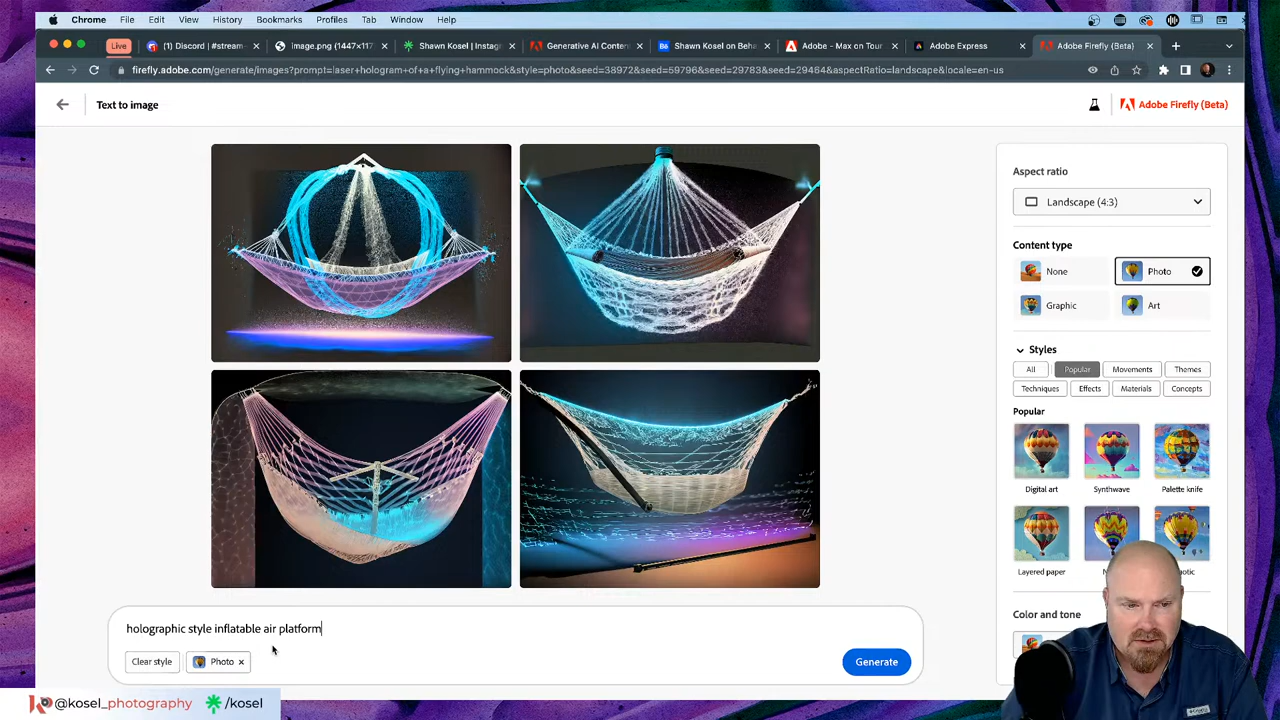 Chrome File Edit Style View History Bookmarks Profiles Tab Window Help
Live (1) Discord | #stream- image.png (1447×117 Shawn Kosel | Instag Generative AI Conten Shawn Kosel on Beha Adobe - Max on Tour Adobe Express Adobe Firefly (Beta)
firefly.adobe.com/generate/images?prompt=laser+hologram+of+a+flying+hammock&style=photo&seed=38972&seed=59796&seed=29783&seed=29464&aspectRatio=landscape&locale=en-us
Text to image
Adobe Firefly (Beta)
Aspect ratio
Landscape (4:3)
Content type
None Photo
Graphic Art
Styles
All Popular Movements Themes
Techniques Effects Materials Concepts
Popular
Digital art Synthwave Palette knife
Layered paper
Color and tone
holographic style inflatable air platform
Clear style Photo ×
Generate
@kosel_photography /kosel